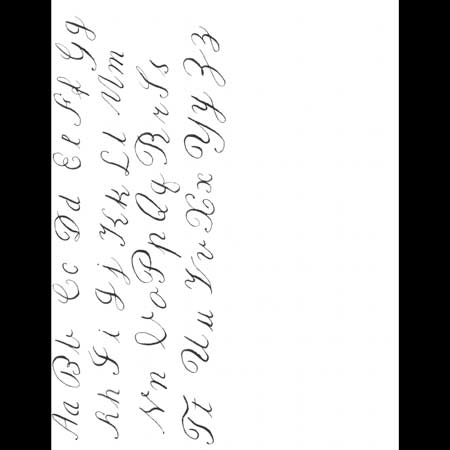 Aa Bb Cc Dd Ee Ff Gg
Hh Ii Jj Kk Ll Mm
Nn Oo Pp Qq Rr Ss
Tt Uu Vv Xx Yy Zz